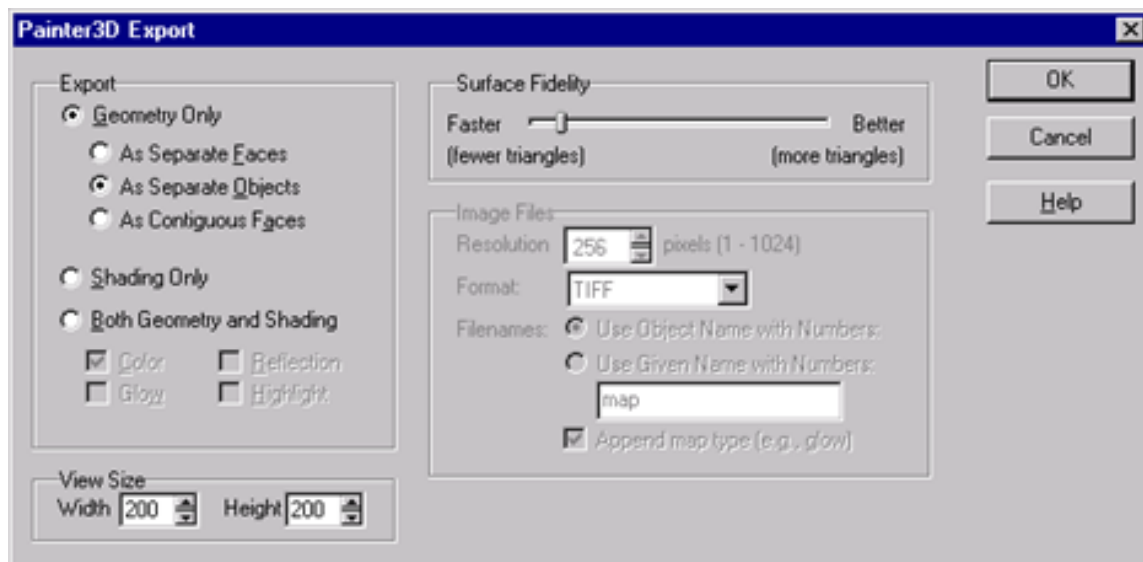 Painter3D Export
Export
Geometry Only
As Separate Faces
As Separate Objects
As Contiguous Faces
Shading Only
Both Geometry and Shading
Color Reflection
Glow Highlight
View Size
Width 200 Height 200
Surface Fidelity
Faster Better
(fewer triangles) (more triangles)
Image Files
Resolution 256 pixels (1 - 1024)
Format: TIFF
Filenames: Use Object Name with Numbers:
Use Given Name with Numbers:
map
Append map type (e.g., glow)
OK
Cancel
Help